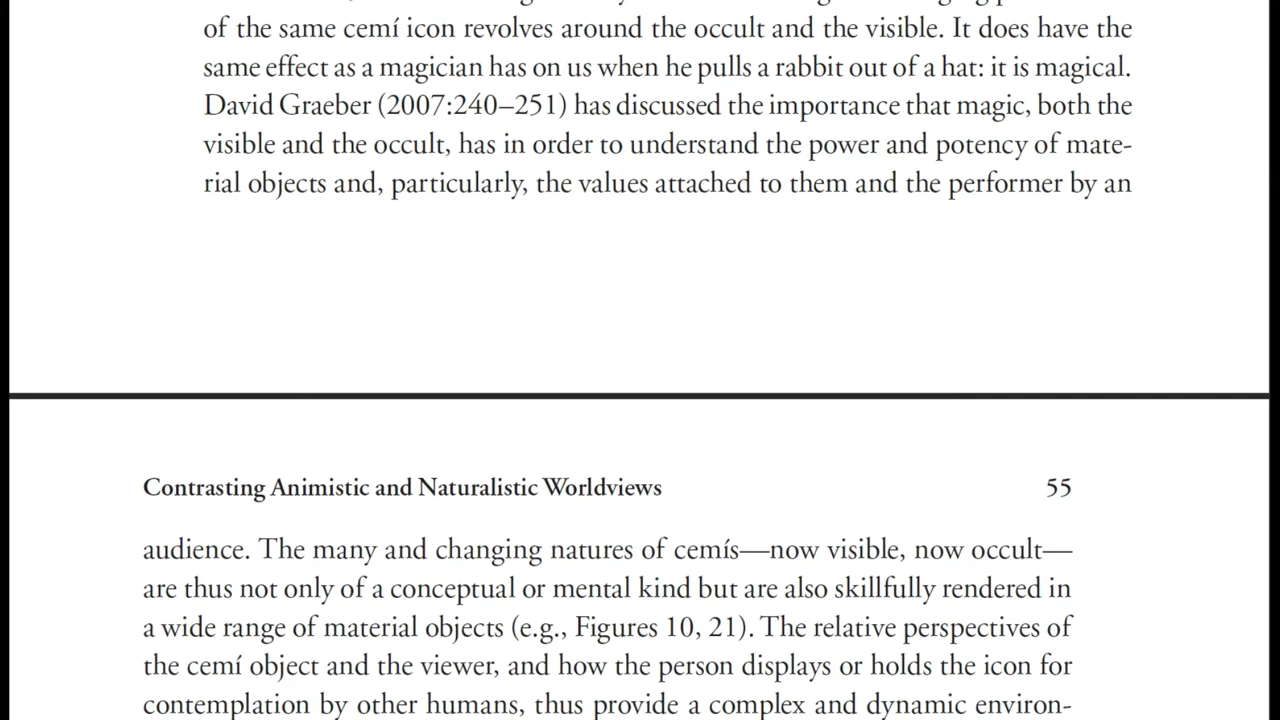 of the same cemí icon revolves around the occult and the visible. It does have the
same effect as a magician has on us when he pulls a rabbit out of a hat: it is magical.
David Graeber (2007:240–251) has discussed the importance that magic, both the
visible and the occult, has in order to understand the power and potency of mate-
rial objects and, particularly, the values attached to them and the performer by an
Contrasting Animistic and Naturalistic Worldviews 55
audience. The many and changing natures of cemís—now visible, now occult—
are thus not only of a conceptual or mental kind but are also skillfully rendered in
a wide range of material objects (e.g., Figures 10, 21). The relative perspectives of
the cemí object and the viewer, and how the person displays or holds the icon for
contemplation by other humans, thus provide a complex and dynamic environ-